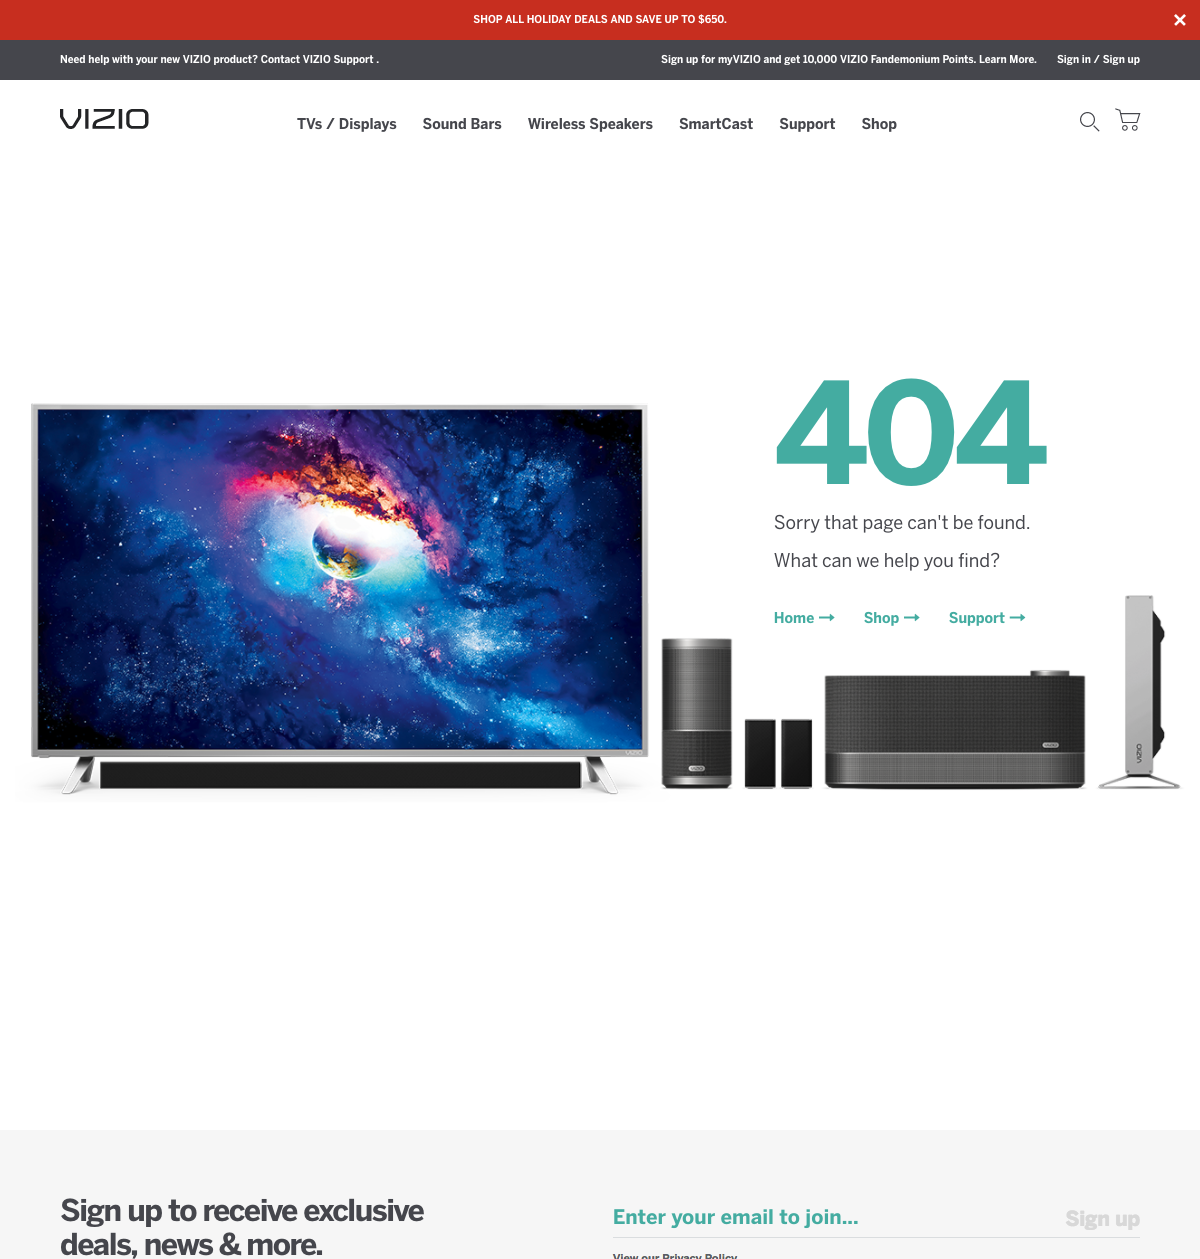 SHOP ALL HOLIDAY DEALS AND SAVE UP TO $650.
Need help with your new VIZIO product? Contact VIZIO Support .
Sign up for myVIZIO and get 10,000 VIZIO Fandemonium Points. Learn More.
Sign in / Sign up
VIZIO
TVs / Displays
Sound Bars
Wireless Speakers
SmartCast
Support
Shop
404
Sorry that page can't be found.
What can we help you find?
Home
Shop
Support
VIZIO
VIZIO
VIZIO
VIZIO
Sign up to receive exclusive
deals, news & more.
Enter your email to join...
Sign up
View our Privacy Policy